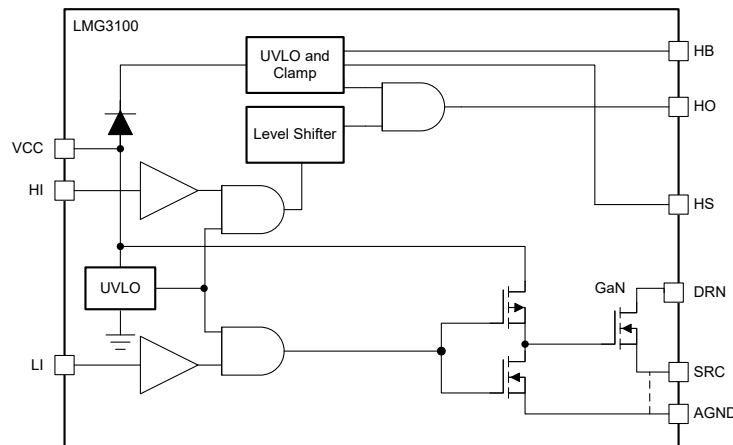 LMG3100
UVLO and
Clamp
HB
HO
Level Shifter
VCC
HI
HS
UVLO
GaN
DRN
LI
SRC
AGND